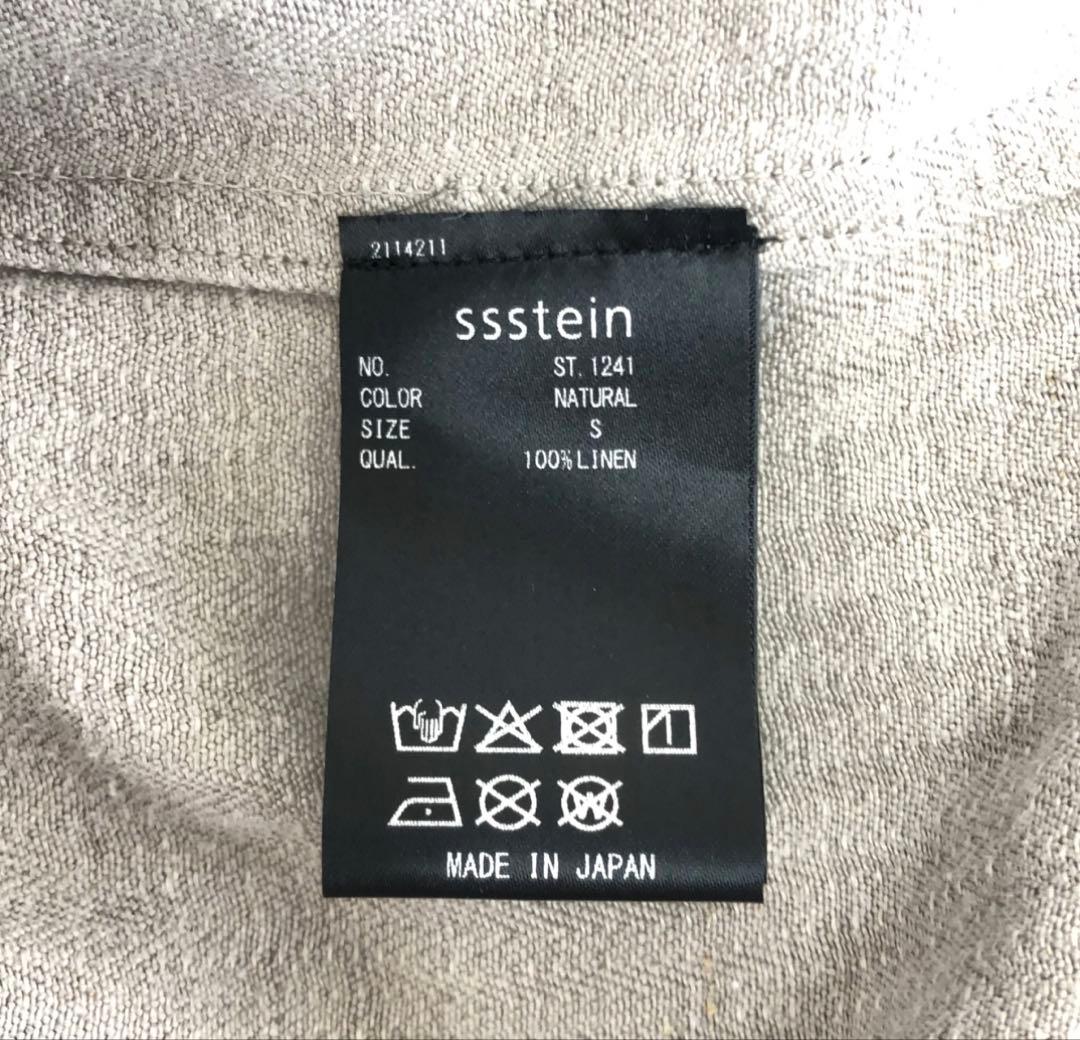 2114211
ssstein
NO. ST. 1241
COLOR NATURAL
SIZE S
QUAL. 100%LINEN
W
MADE IN JAPAN